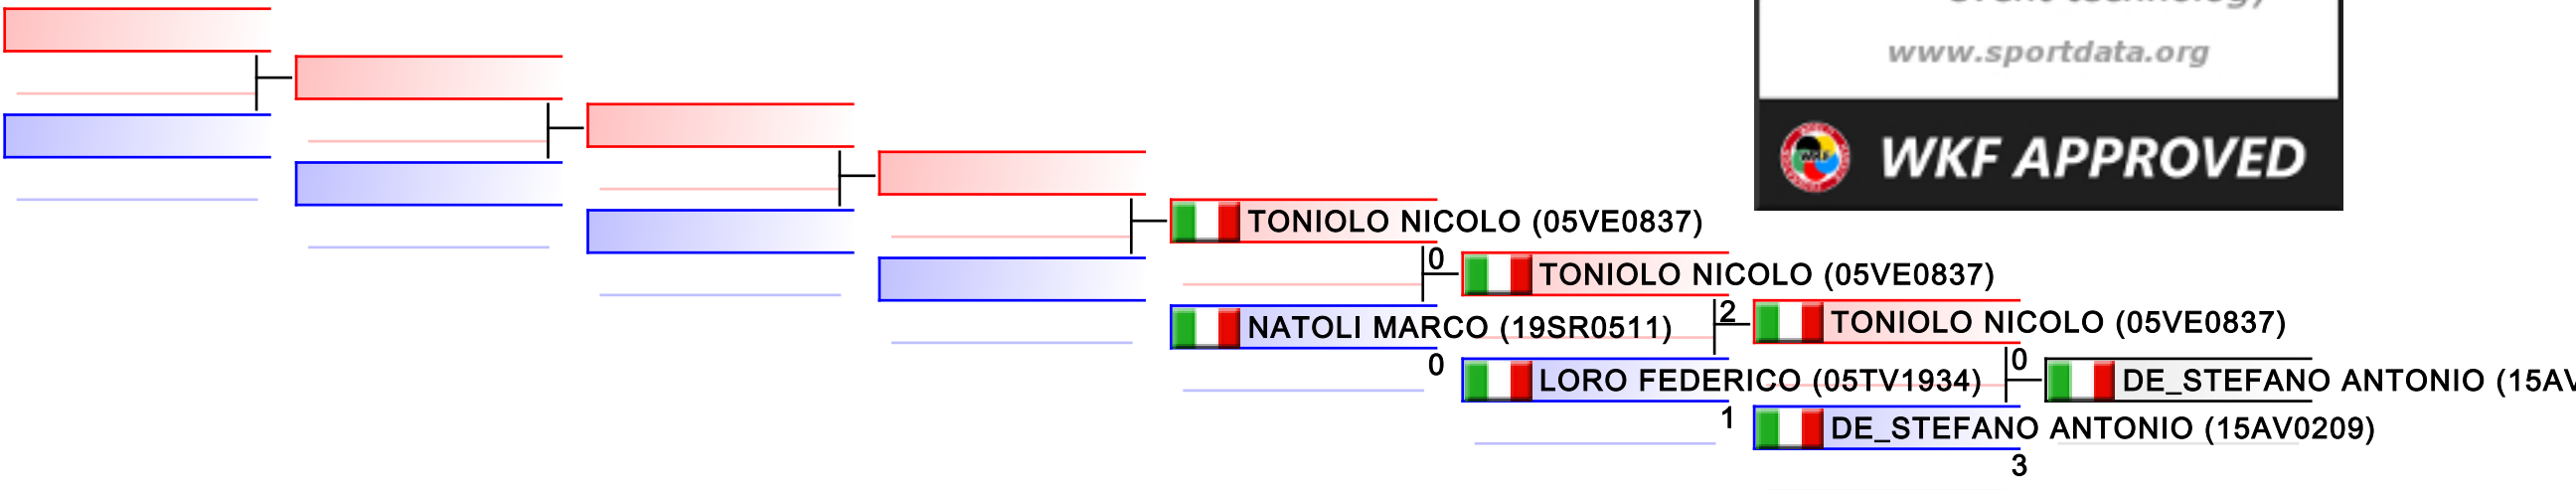 www.sportdata.org
WKF APPROVED
TONIOLO NICOLO (05VE0837)
0
TONIOLO NICOLO (05VE0837)
NATOLI MARCO (19SR0511)
2
TONIOLO NICOLO (05VE0837)
0
LORO FEDERICO (05TV1934)
0
DE_STEFANO ANTONIO (15AV
1
DE_STEFANO ANTONIO (15AV0209)
3